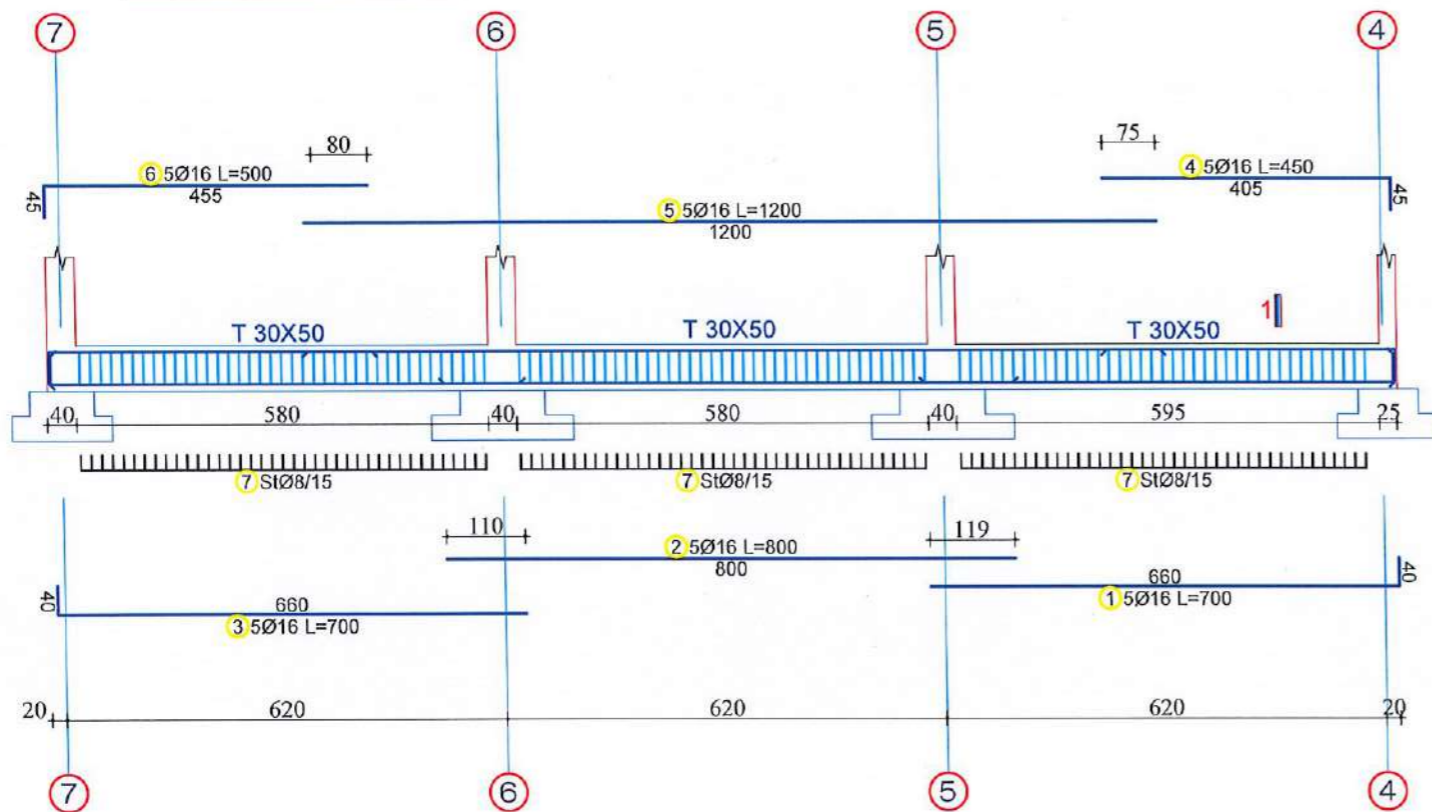 7 6 5 4
80 75
6 5Ø16 L=500 4 5Ø16 L=450
45 455 405 45
5 5Ø16 L=1200
1200
1
T 30X50 T 30X50 T 30X50
40 580 40 580 40 595 25
7 StØ8/15 7 StØ8/15 7 StØ8/15
110 119
2 5Ø16 L=800
800
40 660 660 40
1 5Ø16 L=700
3 5Ø16 L=700
20 620 620 620 20
7 6 5 4